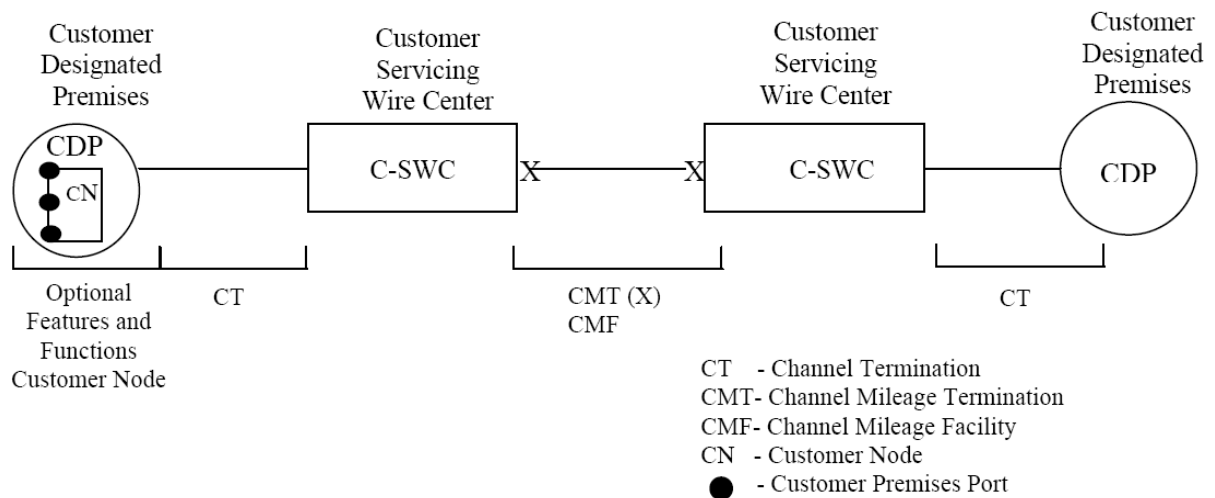 Customer
Designated
Premises
Customer
Servicing
Wire Center
Customer
Servicing
Wire Center
Customer
Designated
Premises
CDP
CN
C-SWC
X
X
C-SWC
CDP
Optional
Features and
Functions
Customer Node
CT
CMT (X)
CMF
CT
CT - Channel Termination
CMT- Channel Mileage Termination
CMF- Channel Mileage Facility
CN - Customer Node
- Customer Premises Port